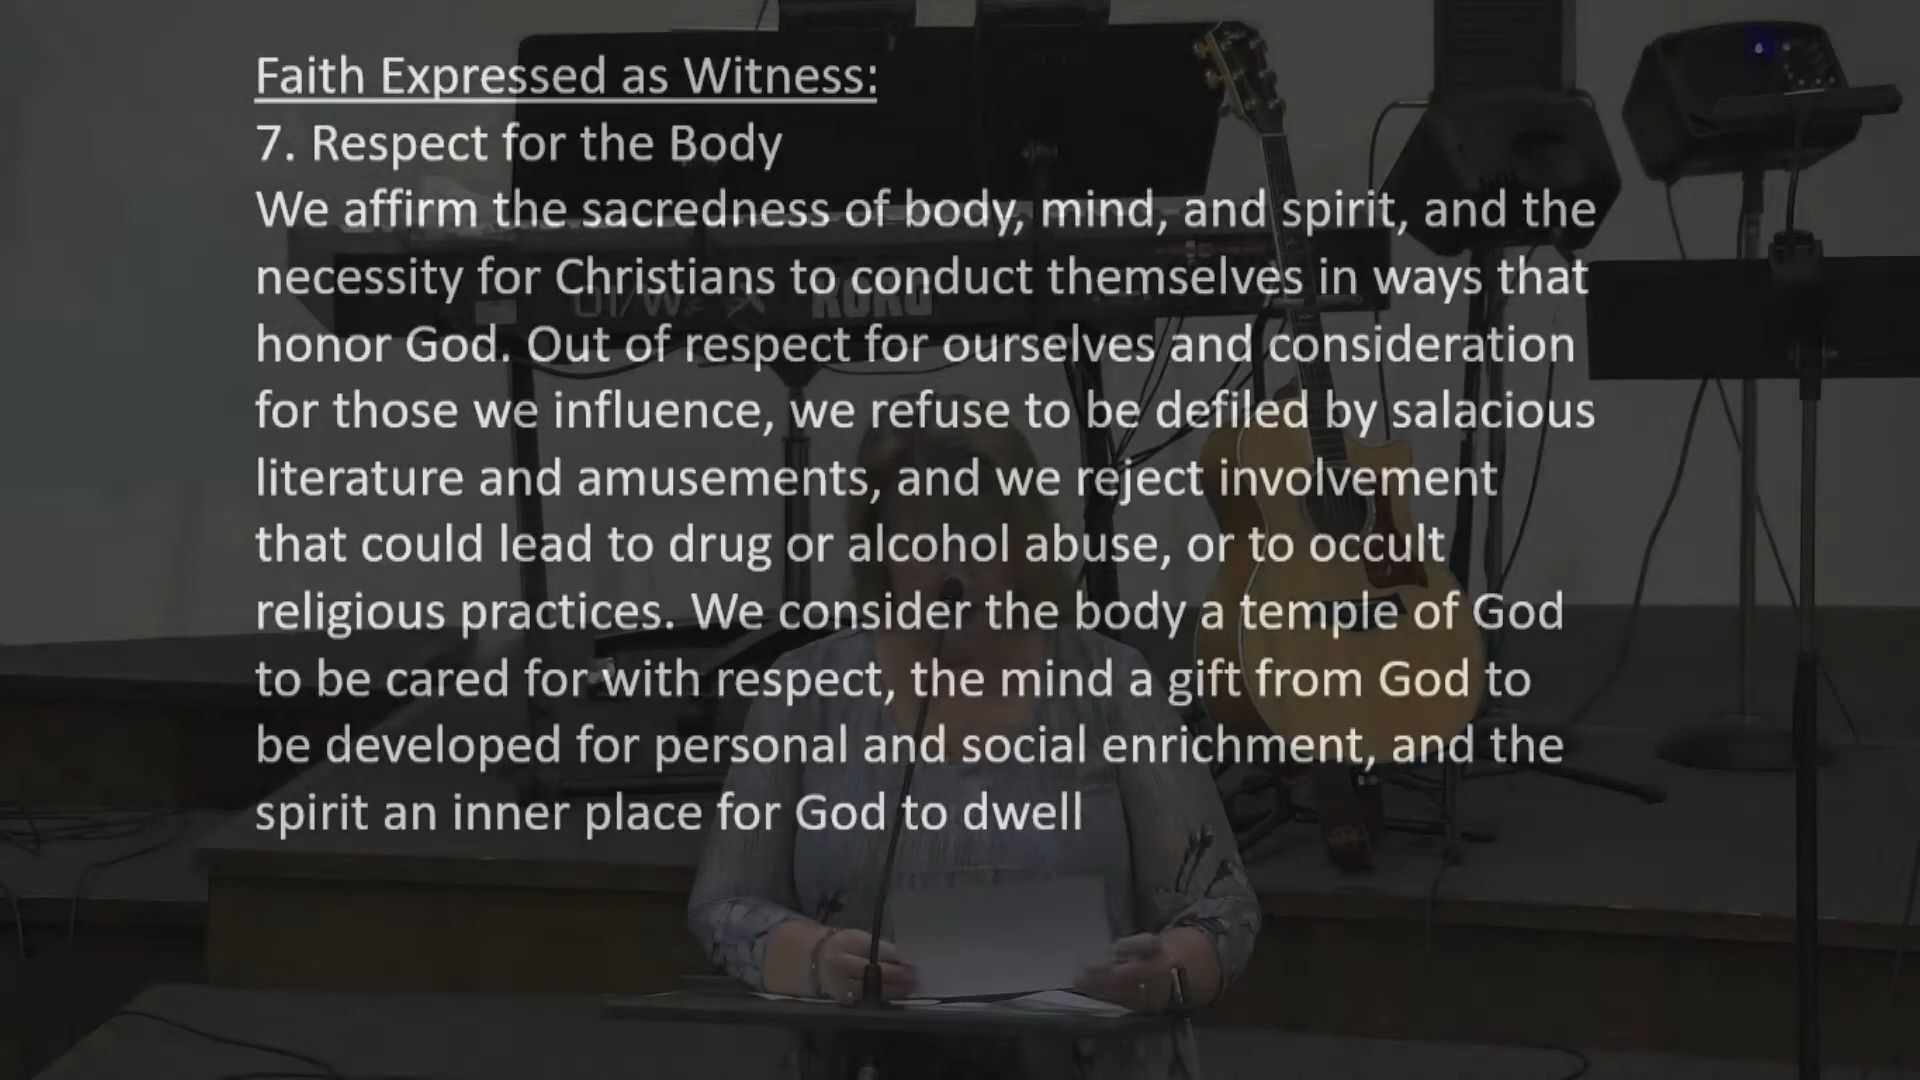 Faith Expressed as Witness:
7. Respect for the Body
We affirm the sacredness of body, mind, and spirit, and the
necessity for Christians to conduct themselves in ways that
honor God. Out of respect for ourselves and consideration
for those we influence, we refuse to be defiled by salacious
literature and amusements, and we reject involvement
that could lead to drug or alcohol abuse, or to occult
religious practices. We consider the body a temple of God
to be cared for with respect, the mind a gift from God to
be developed for personal and social enrichment, and the
spirit an inner place for God to dwell
KORG